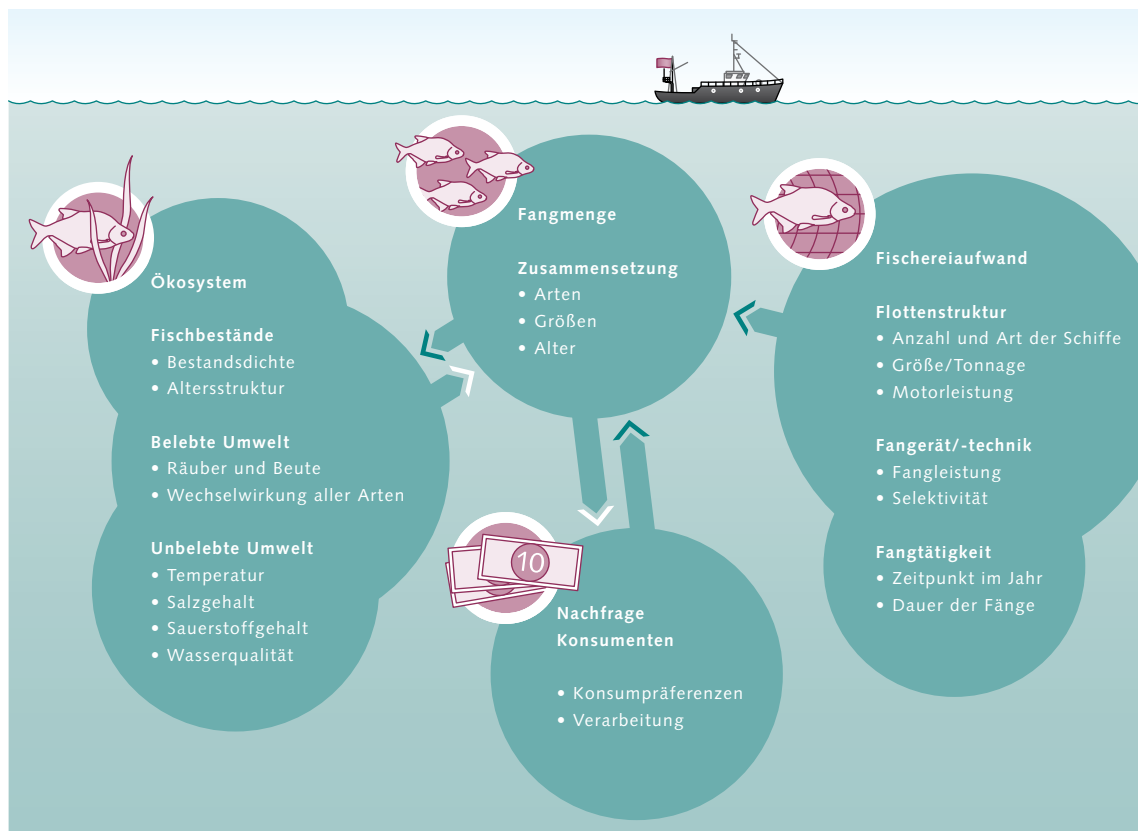 Ökosystem
Fischbestände
• Bestandsdichte
• Altersstruktur
Belebte Umwelt
• Räuber und Beute
• Wechselwirkung aller Arten
Unbelebte Umwelt
• Temperatur
• Salzgehalt
• Sauerstoffgehalt
• Wasserqualität
Fangmenge
Zusammensetzung
• Arten
• Größen
• Alter
10
Nachfrage
Konsumenten
• Konsumpräferenzen
• Verarbeitung
Fischereiaufwand
Flottenstruktur
• Anzahl und Art der Schiffe
• Größe/Tonnage
• Motorleistung
Fangerät/-technik
• Fangleistung
• Selektivität
Fangtätigkeit
• Zeitpunkt im Jahr
• Dauer der Fänge